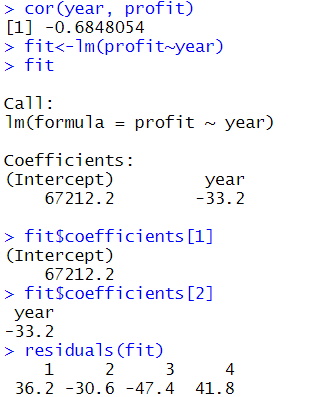 > cor(year, profit)
[1] -0.6848054
> fit<-lm(profit~year)
> fit
Call:
lm(formula = profit ~ year)
Coefficients:
(Intercept)         year
    67212.2        -33.2
> fit$coefficients[1]
(Intercept)
    67212.2
> fit$coefficients[2]
 year
-33.2
> residuals(fit)
    1     2     3     4
 36.2 -30.6 -47.4  41.8